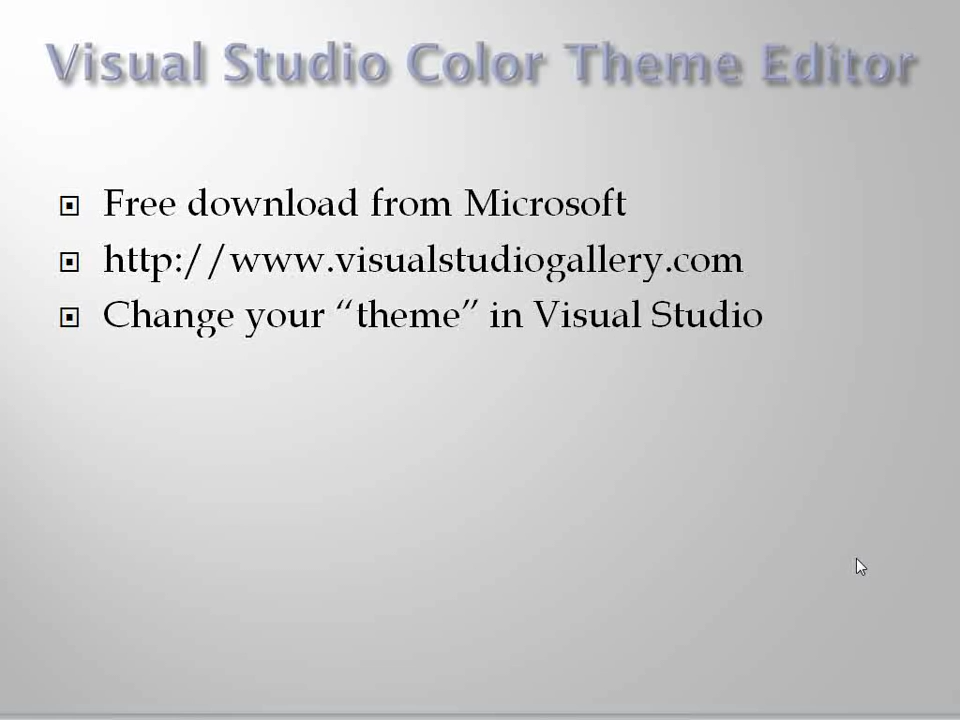 Visual Studio Color Theme Editor
Free download from Microsoft
http://www.visualstudiogallery.com
Change your “theme” in Visual Studio